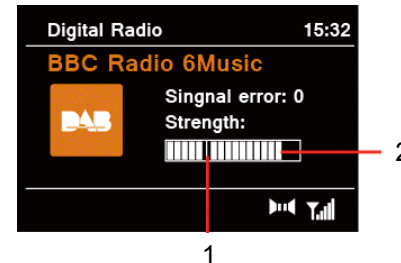 Digital Radio 15:32
BBC Radio 6Music
DAB
Singnal error: 0
Strength:
2
1